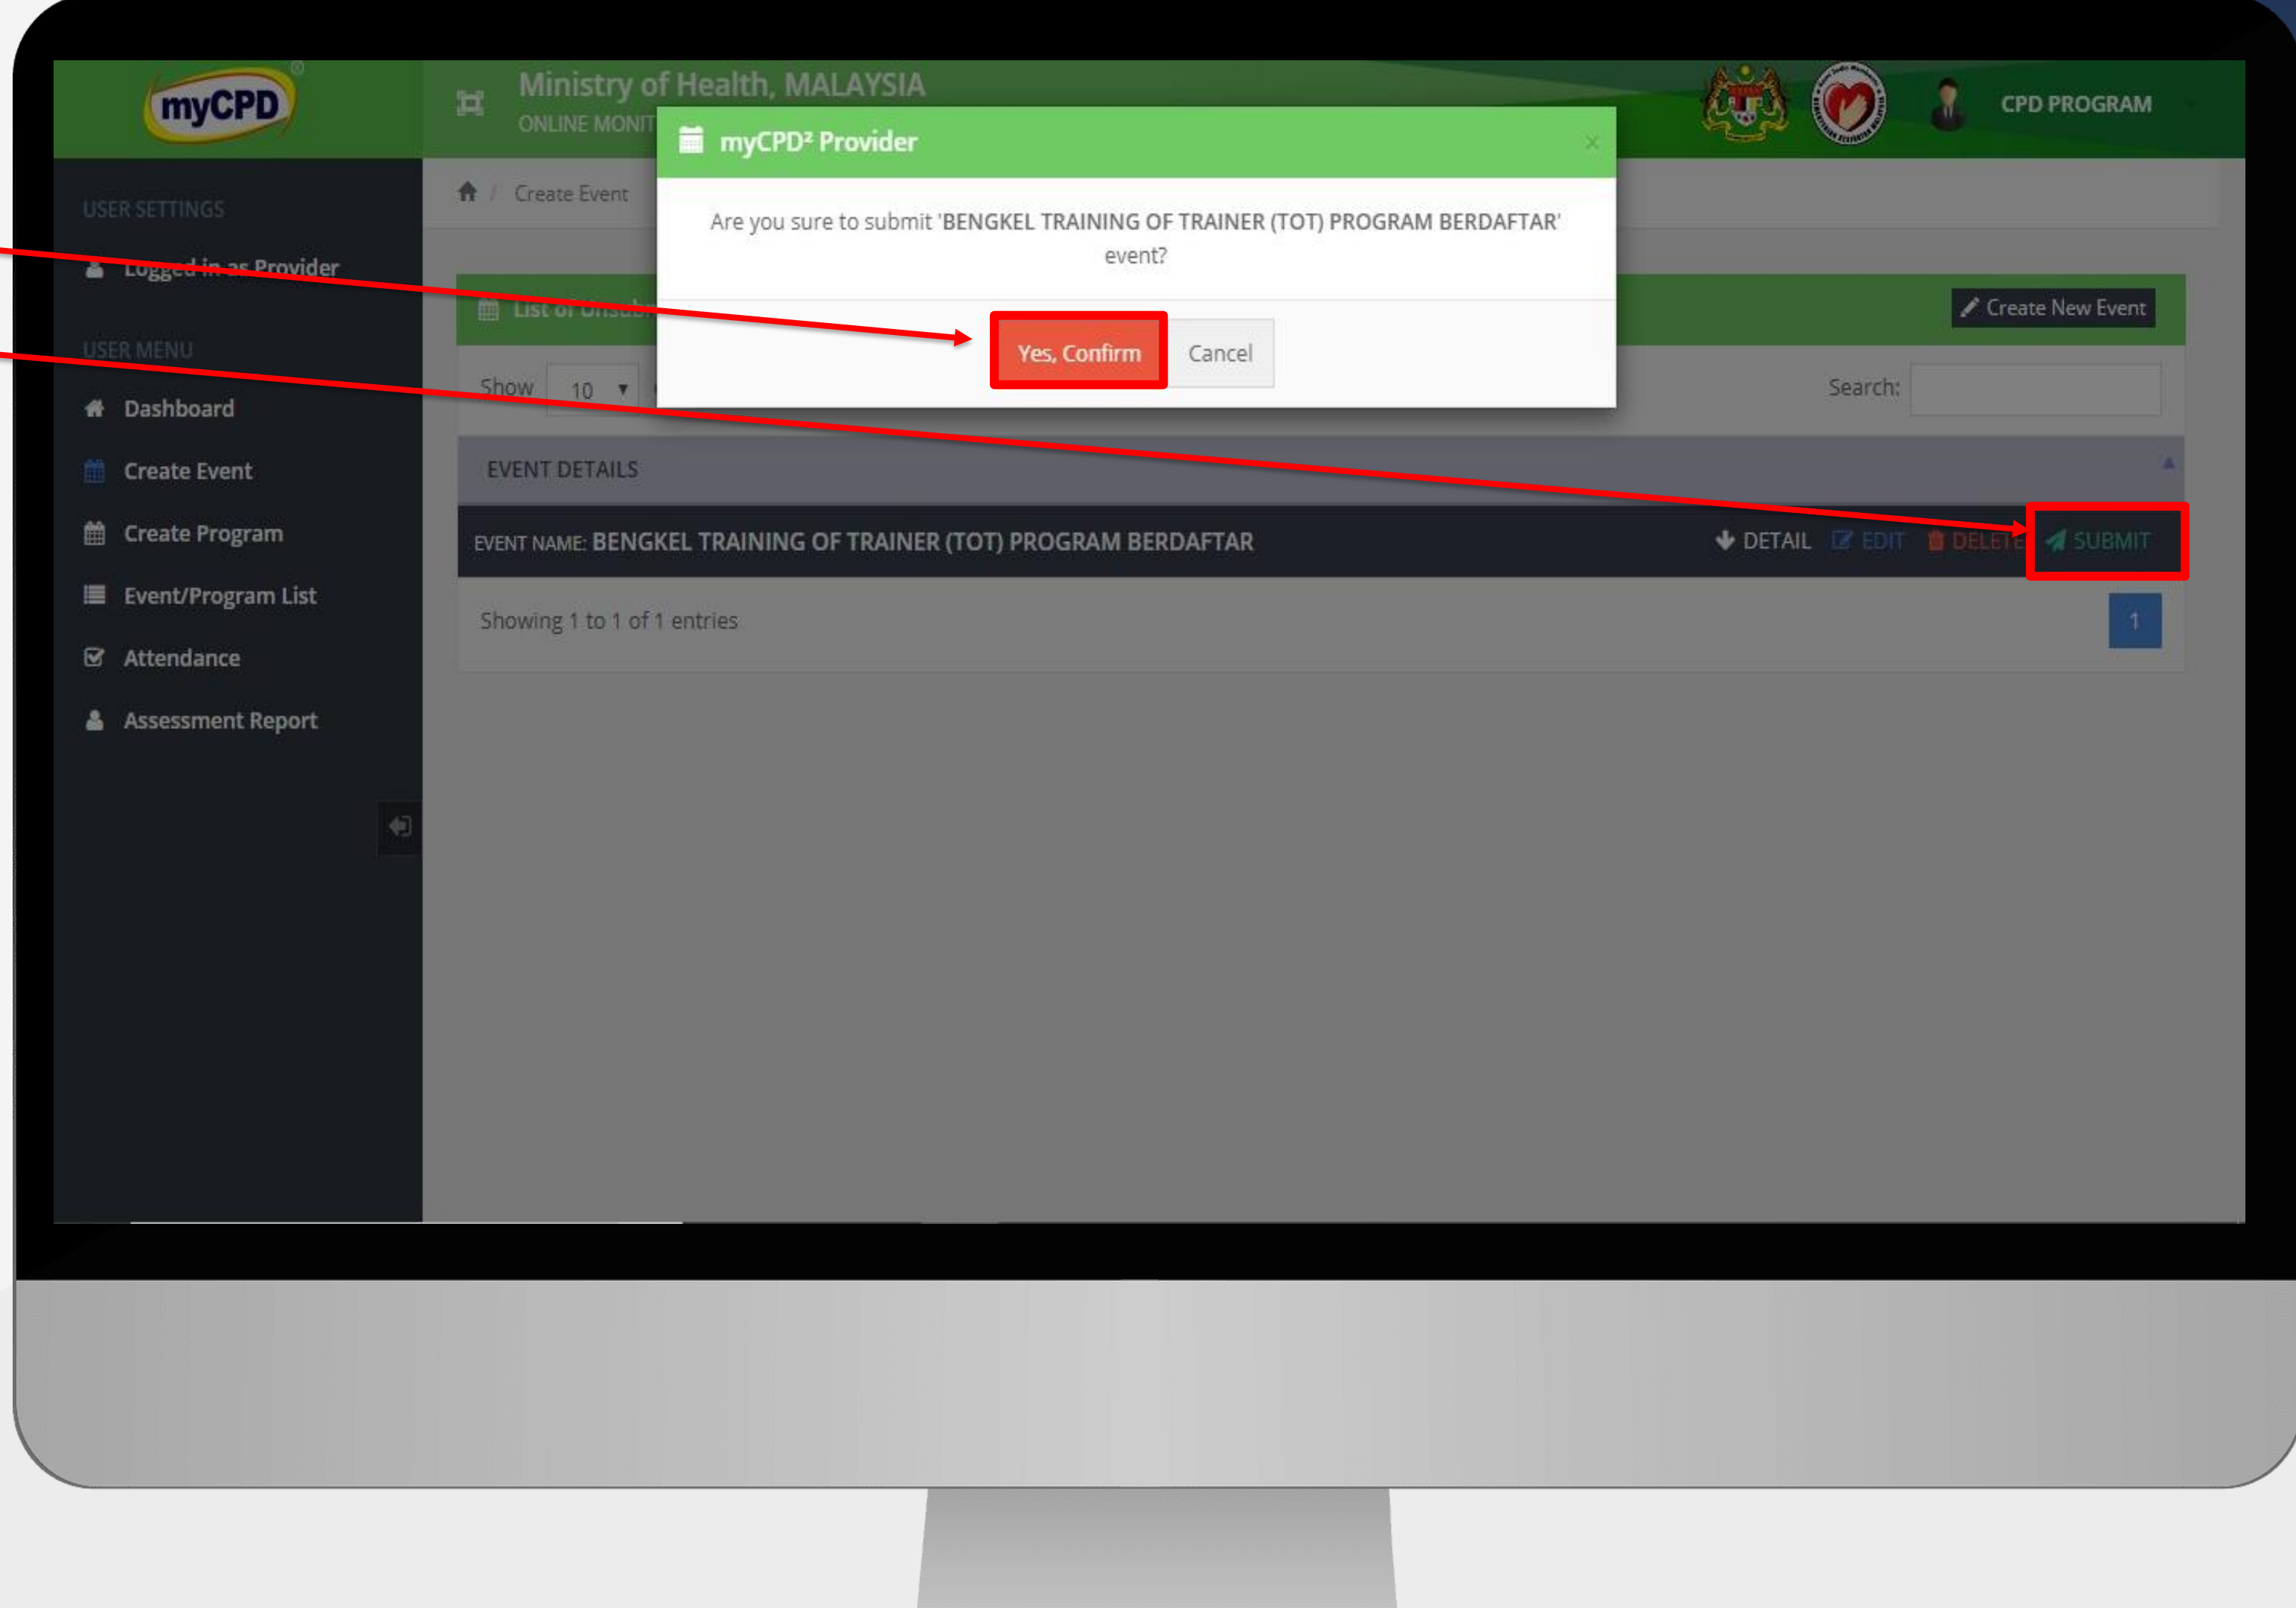 myCPD
®
Ministry of Health, MALAYSIA
ONLINE MONIT
CPD PROGRAM
myCPD² Provider
×
Are you sure to submit 'BENGKEL TRAINING OF TRAINER (TOT) PROGRAM BERDAFTAR'
event?
Yes, Confirm
Cancel
USER SETTINGS
Logged in as Provider
USER MENU
Dashboard
Create Event
Create Program
Event/Program List
Attendance
Assessment Report
/ Create Event
List of Unsub
Create New Event
Show 10
Search:
EVENT DETAILS
EVENT NAME: BENGKEL TRAINING OF TRAINER (TOT) PROGRAM BERDAFTAR
DETAIL EDIT DELETE SUBMIT
Showing 1 to 1 of 1 entries
1